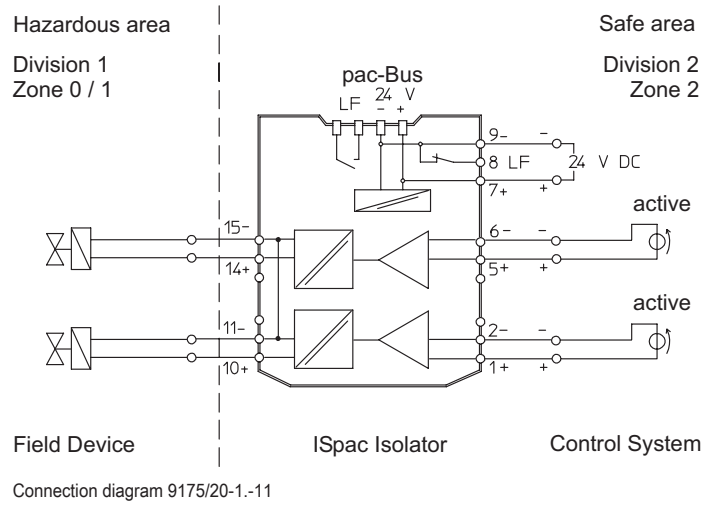 Hazardous area
Safe area
Division 1
Zone 0 / 1
Division 2
Zone 2
pac-Bus
LF 24 V
- +
9- -
8 LF 24 V DC
7+ +
active
15- 6- -
14+ 5+ +
active
11- 2- -
10+ 1+ +
Field Device ISpac Isolator Control System
Connection diagram 9175/20-1.-11